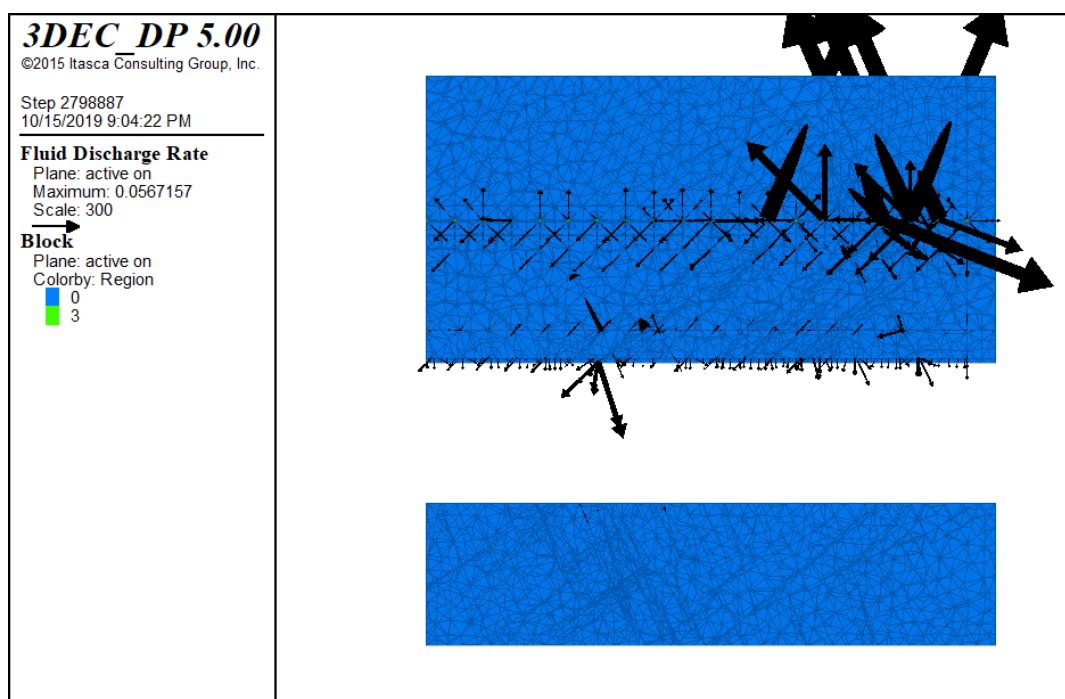 3DEC_DP 5.00
©2015 Itasca Consulting Group, Inc.
Step 2798887
10/15/2019 9:04:22 PM
Fluid Discharge Rate
Plane: active on
Maximum: 0.0567157
Scale: 300
Block
Plane: active on
Colorby: Region
0
3